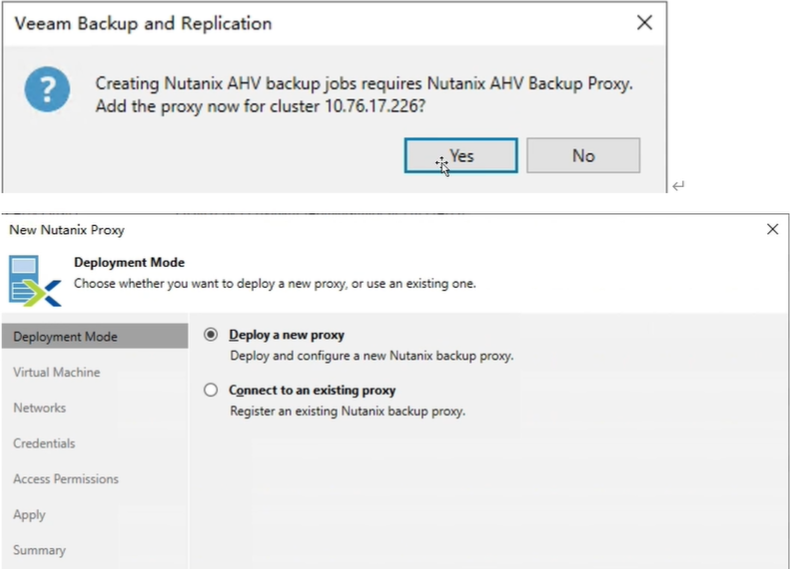 Veeam Backup and Replication
Creating Nutanix AHV backup jobs requires Nutanix AHV Backup Proxy.
Add the proxy now for cluster 10.76.17.226?
Yes
No
New Nutanix Proxy
Deployment Mode
Choose whether you want to deploy a new proxy, or use an existing one.
Deployment Mode
Virtual Machine
Networks
Credentials
Access Permissions
Apply
Summary
Deploy a new proxy
Deploy and configure a new Nutanix backup proxy.
Connect to an existing proxy
Register an existing Nutanix backup proxy.